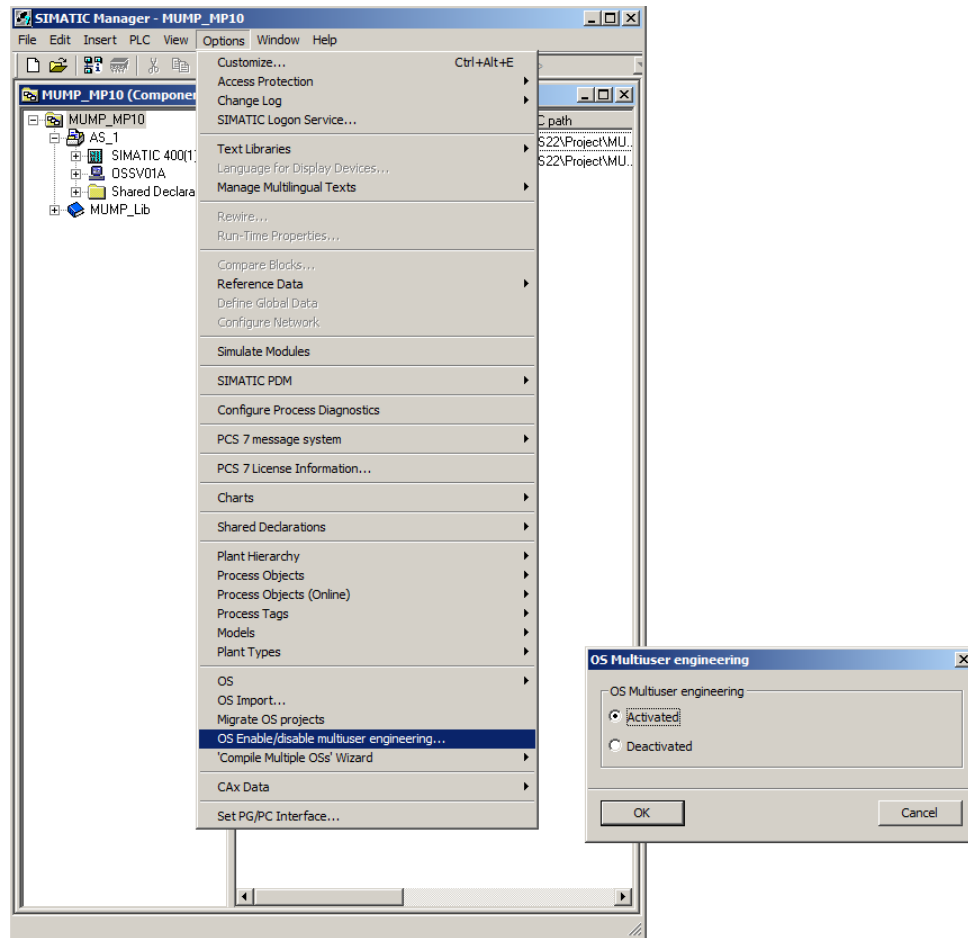 SIMATIC Manager - MUMP_MP10
File Edit Insert PLC View Options Window Help
MUMP_MP10 (Componen
MUMP_MP10
AS_1
SIMATIC 400(1)
OSSV01A
Shared Declara
MUMP_Lib
C path
S22\Project\MU..
S22\Project\MU..
Customize... Ctrl+Alt+E
Access Protection
Change Log
SIMATIC Logon Service...
Text Libraries
Language for Display Devices...
Manage Multilingual Texts
Rewire...
Run-Time Properties...
Compare Blocks...
Reference Data
Define Global Data
Configure Network
Simulate Modules
SIMATIC PDM
Configure Process Diagnostics
PCS 7 message system
PCS 7 License Information...
Charts
Shared Declarations
Plant Hierarchy
Process Objects
Process Objects (Online)
Process Tags
Models
Plant Types
OS
OS Import...
Migrate OS projects
OS Enable/disable multiuser engineering...
'Compile Multiple OSs' Wizard
CAx Data
Set PG/PC Interface...
OS Multiuser engineering
OS Multiuser engineering
Activated
Deactivated
OK Cancel